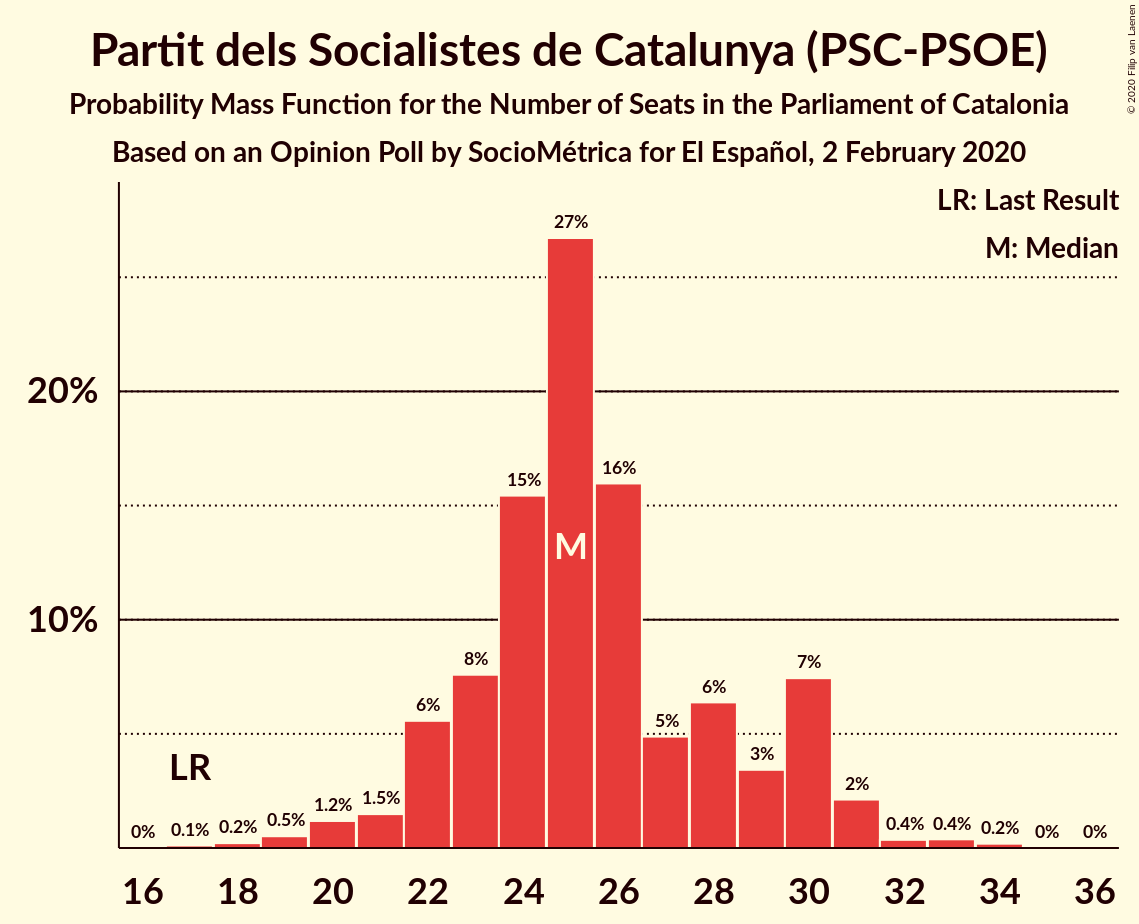 Partit dels Socialistes de Catalunya (PSC-PSOE)
Probability Mass Function for the Number of Seats in the Parliament of Catalonia
Based on an Opinion Poll by SocioMétrica for El Español, 2 February 2020
© 2020 Filip van Laenen
LR: Last Result
M: Median
27%
20%
16%
15%
M
10%
8%
7%
6%
6%
5%
3%
LR
2%
1.5%
1.2%
0.5%
0.4%
0.4%
0.2%
0.2%
0.1%
0%
0%
0%
16 18 20 22 24 26 28 30 32 34 36